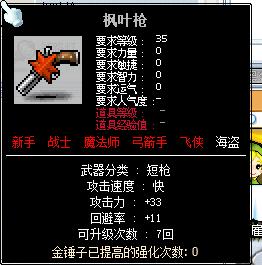 枫叶枪
要求等级 : 35
要求力量 : 0
要求敏捷 : 0
要求智力 : 0
要求运气 : 0
要求人气度 : -
道具等级 : -
道具经验值 : -
新手 战士 魔法师 弓箭手 飞侠 海盗
武器分类 : 短枪
攻击速度 : 快
攻击力 : +33
回避率 : +11
可升级次数 : 7回
金锤子已提高的强化次数: 0